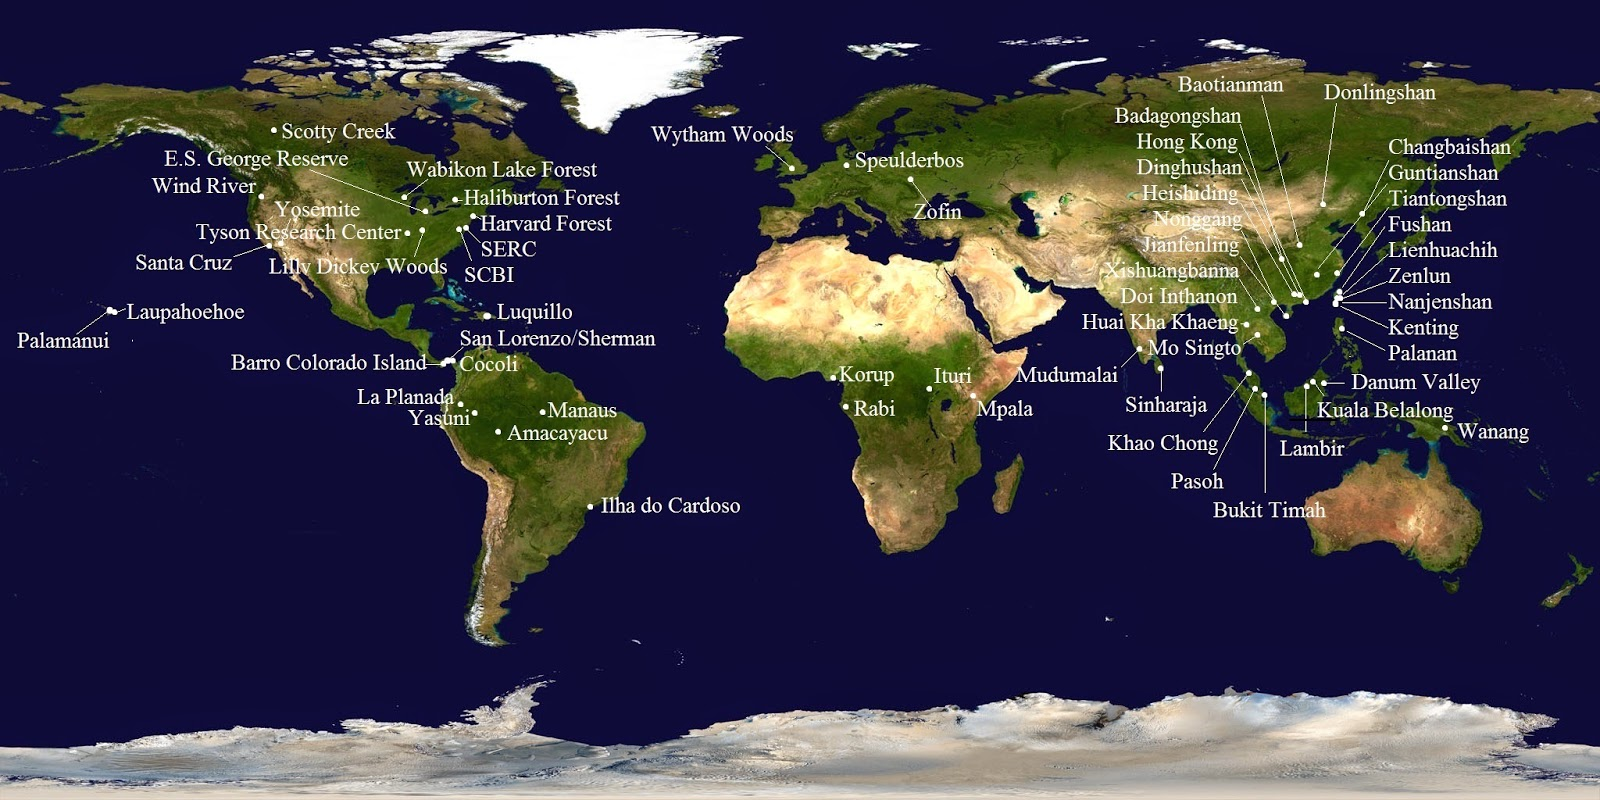 Baotianman
Donlingshan
Badagongshan
Scotty Creek
Wytham Woods
Hong Kong
Changbaishan
E.S. George Reserve
Speulderbos
Wabikon Lake Forest
Dinghushan
Guntianshan
Wind River
Heishiding
Haliburton Forest
Tiantongshan
Yosemite
Zofin
Nonggang
Harvard Forest
Fushan
Tyson Research Center
Jianfenling
SERC
Lienhuachih
Santa Cruz
Lilly Dickey Woods
SCBI
Xishuangbanna
Zenlun
Doi Inthanon
Nanjenshan
Laupahoehoe
Luquillo
Huai Kha Khaeng
Kenting
Palamanui
San Lorenzo/Sherman
Mo Singto
Palanan
Barro Colorado Island
Cocoli
Korup
Ituri
Mudumalai
Danum Valley
La Planada
Manaus
Rabi
Mpala
Sinharaja
Kuala Belalong
Yasuni
Amacayacu
Wanang
Khao Chong
Lambir
Pasoh
Ilha do Cardoso
Bukit Timah